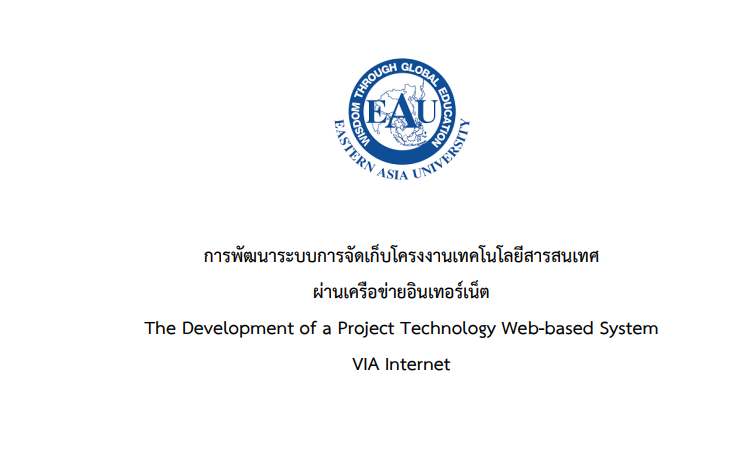 WISDOM THROUGH GLOBAL EDUCATION
EAU
EASTERN ASIA UNIVERSITY
การพัฒนาระบบการจัดเก็บโครงงานเทคโนโลยีสารสนเทศ
ผ่านเครือข่ายอินเทอร์เน็ต
The Development of a Project Technology Web-based System
VIA Internet